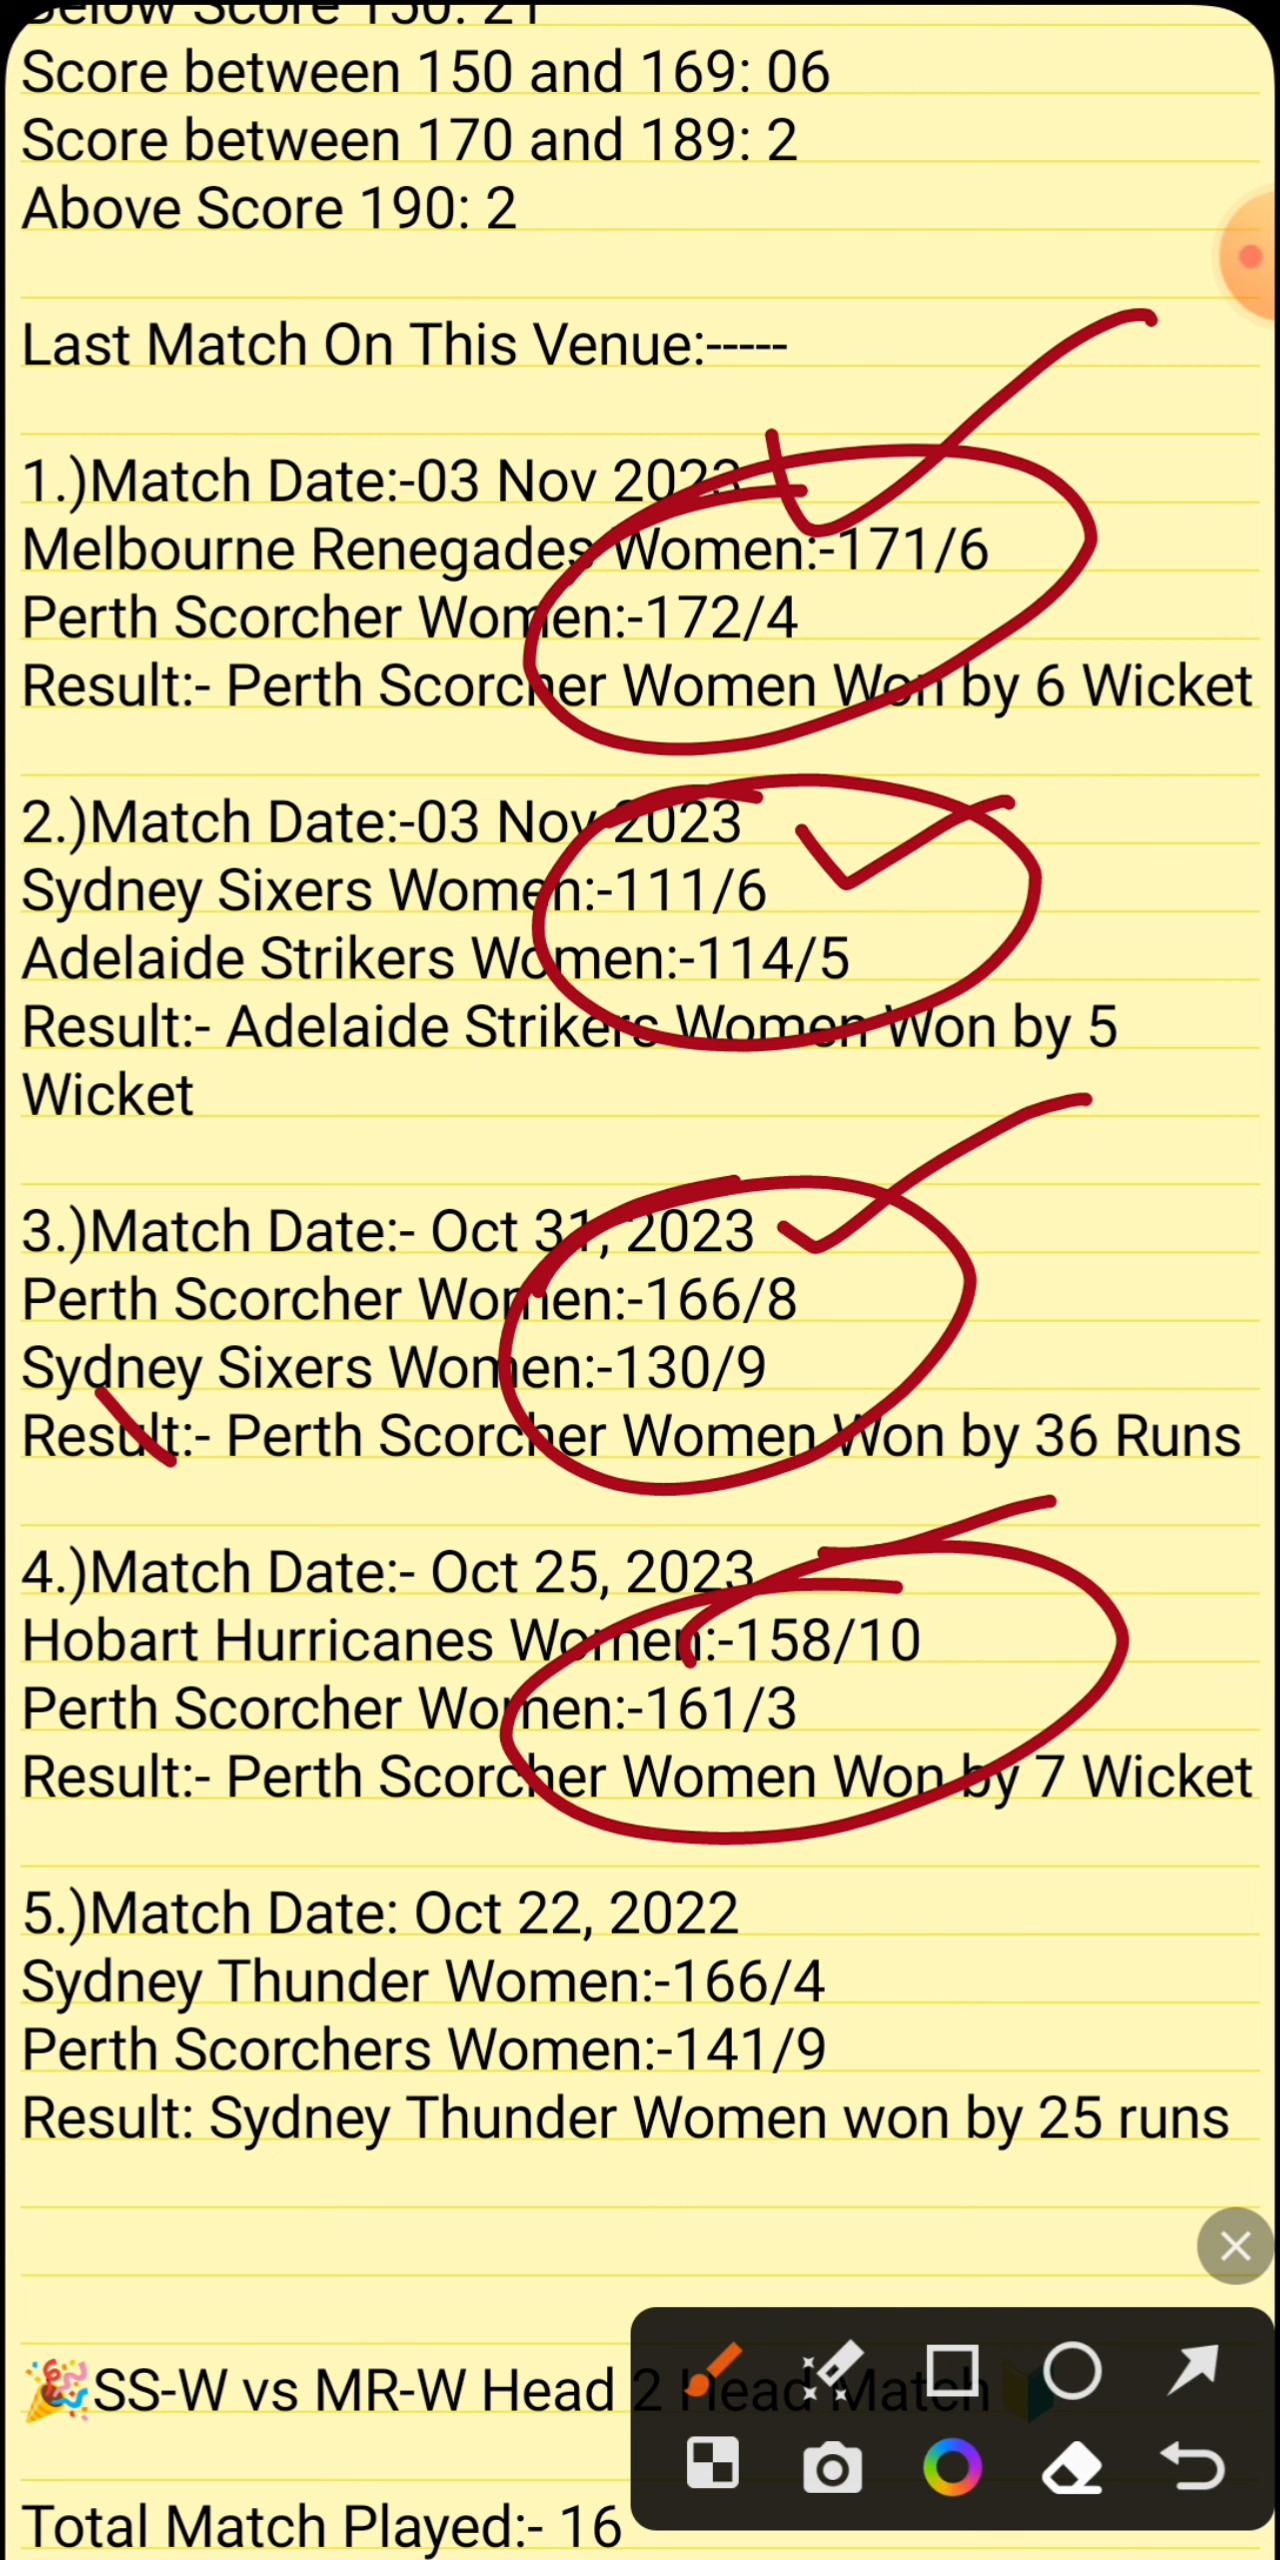 Below Score 150: 21
Score between 150 and 169: 06
Score between 170 and 189: 2
Above Score 190: 2
Last Match On This Venue:-----
1.)Match Date:-03 Nov 2023
Melbourne Renegades Women:-171/6
Perth Scorcher Women:-172/4
Result:- Perth Scorcher Women Won by 6 Wicket
2.)Match Date:-03 Nov 2023
Sydney Sixers Women:-111/6
Adelaide Strikers Women:-114/5
Result:- Adelaide Strikers Women Won by 5
Wicket
3.)Match Date:- Oct 31, 2023
Perth Scorcher Women:-166/8
Sydney Sixers Women:-130/9
Result:- Perth Scorcher Women Won by 36 Runs
4.)Match Date:- Oct 25, 2023
Hobart Hurricanes Women:-158/10
Perth Scorcher Women:-161/3
Result:- Perth Scorcher Women Won by 7 Wicket
5.)Match Date: Oct 22, 2022
Sydney Thunder Women:-166/4
Perth Scorchers Women:-141/9
Result: Sydney Thunder Women won by 25 runs
🎉SS-W vs MR-W Head 2 Head Match🔰
Total Match Played:- 16